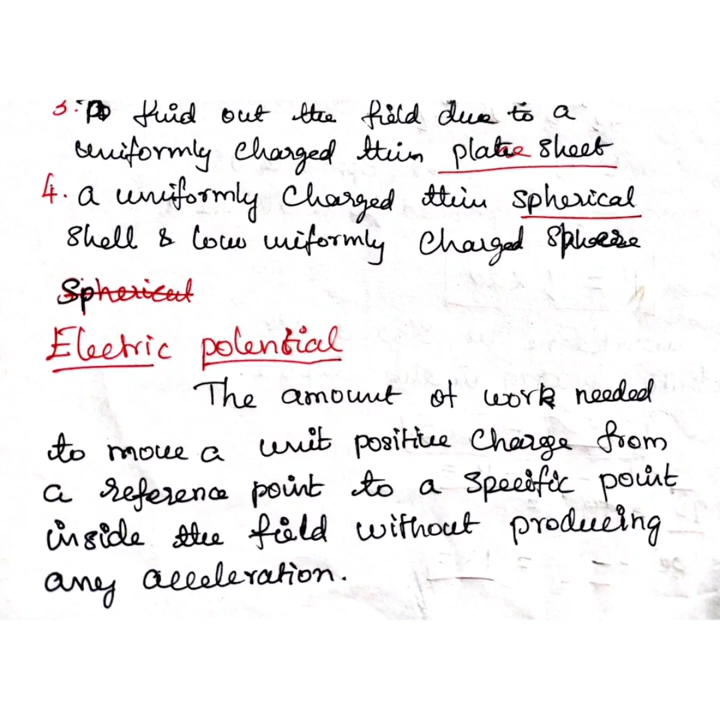 3. To find out the field due to a
uniformly charged thin plate sheet
4. a uniformly charged thin spherical
shell & low uniformly charged sphere
Spherical
Electric potential
The amount of work needed
to move a unit positive charge from
a reference point to a specific point
inside the field without producing
any acceleration.